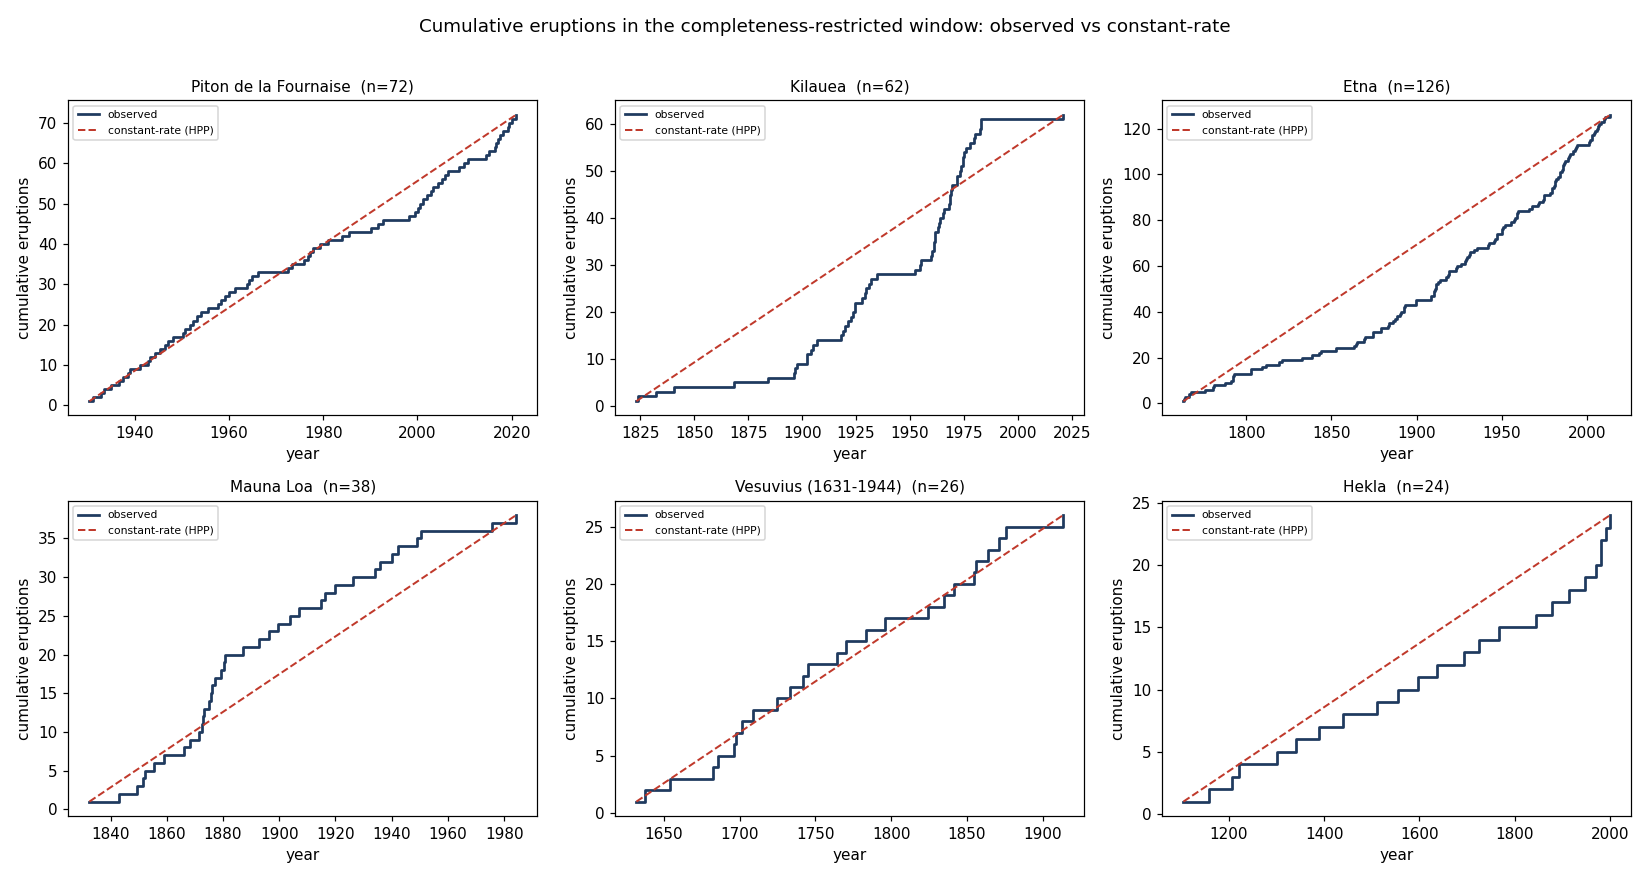 Cumulative eruptions in the completeness-restricted window: observed vs constant-rate
Piton de la Fournaise  (n=72)
observed
constant-rate (HPP)
cumulative eruptions
70
60
50
40
30
20
10
0
1940 1960 1980 2000 2020
year
Kilauea  (n=62)
observed
constant-rate (HPP)
cumulative eruptions
60
50
40
30
20
10
0
1825 1850 1875 1900 1925 1950 1975 2000 2025
year
Etna  (n=126)
observed
constant-rate (HPP)
cumulative eruptions
120
100
80
60
40
20
0
1800 1850 1900 1950 2000
year
Mauna Loa  (n=38)
observed
constant-rate (HPP)
cumulative eruptions
35
30
25
20
15
10
5
0
1840 1860 1880 1900 1920 1940 1960 1980
year
Vesuvius (1631-1944)  (n=26)
observed
constant-rate (HPP)
cumulative eruptions
25
20
15
10
5
0
1650 1700 1750 1800 1850 1900
year
Hekla  (n=24)
observed
constant-rate (HPP)
cumulative eruptions
25
20
15
10
5
0
1200 1400 1600 1800 2000
year